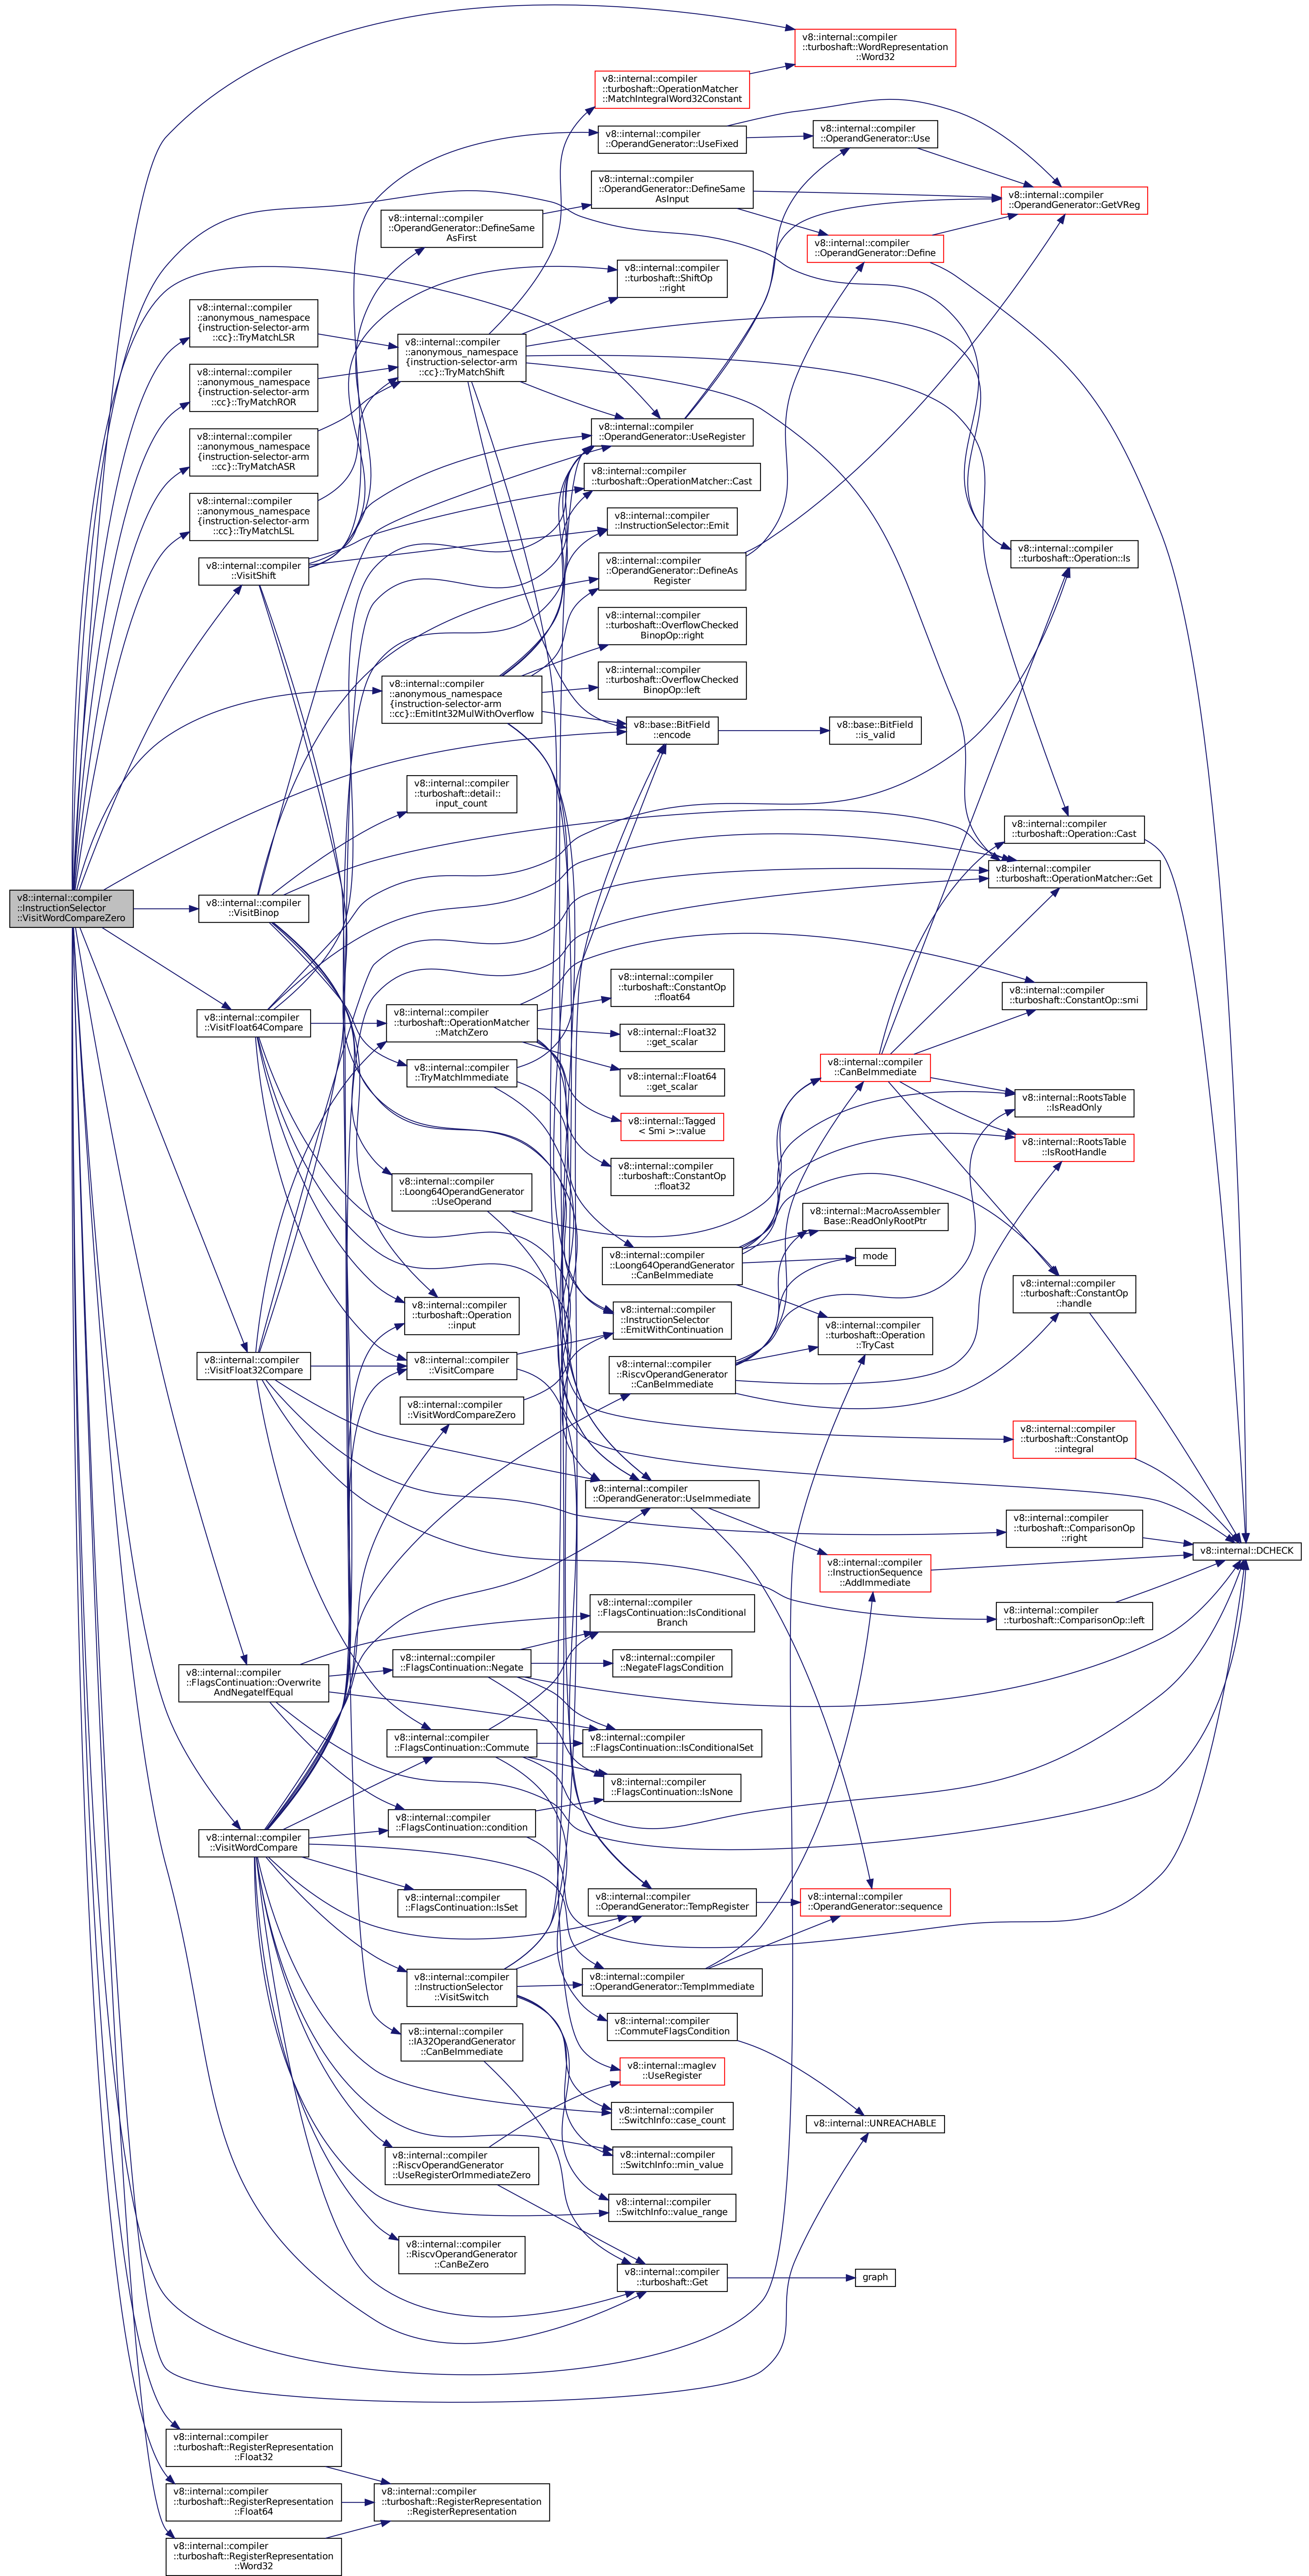 v8::internal::compiler
::InstructionSelector
::VisitWordCompareZero
v8::internal::compiler
::turboshaft::WordRepresentation
::Word32
v8::internal::compiler
::turboshaft::OperationMatcher
::MatchIntegralWord32Constant
v8::internal::compiler
::OperandGenerator::UseFixed
v8::internal::compiler
::OperandGenerator::Use
v8::internal::compiler
::OperandGenerator::DefineSame
AsInput
v8::internal::compiler
::OperandGenerator::GetVReg
v8::internal::compiler
::OperandGenerator::DefineSame
AsFirst
v8::internal::compiler
::OperandGenerator::Define
v8::internal::compiler
::turboshaft::ShiftOp
::right
v8::internal::compiler
::anonymous_namespace
{instruction-selector-arm
::cc}::TryMatchLSR
v8::internal::compiler
::anonymous_namespace
{instruction-selector-arm
::cc}::TryMatchShift
v8::internal::compiler
::anonymous_namespace
{instruction-selector-arm
::cc}::TryMatchROR
v8::internal::compiler
::anonymous_namespace
{instruction-selector-arm
::cc}::TryMatchASR
v8::internal::compiler
::OperandGenerator::UseRegister
v8::internal::compiler
::turboshaft::OperationMatcher::Cast
v8::internal::compiler
::anonymous_namespace
{instruction-selector-arm
::cc}::TryMatchLSL
v8::internal::compiler
::InstructionSelector::Emit
v8::internal::compiler
::turboshaft::Operation::Is
v8::internal::compiler
::VisitShift
v8::internal::compiler
::OperandGenerator::DefineAs
Register
v8::internal::compiler
::turboshaft::OverflowChecked
BinopOp::right
v8::internal::compiler
::turboshaft::OverflowChecked
BinopOp::left
v8::internal::compiler
::anonymous_namespace
{instruction-selector-arm
::cc}::EmitInt32MulWithOverflow
v8::base::BitField
::encode
v8::base::BitField
::is_valid
v8::internal::compiler
::turboshaft::detail::
input_count
v8::internal::compiler
::turboshaft::Operation::Cast
v8::internal::compiler
::turboshaft::OperationMatcher::Get
v8::internal::compiler
::VisitBinop
v8::internal::compiler
::turboshaft::ConstantOp
::float64
v8::internal::compiler
::turboshaft::ConstantOp::smi
v8::internal::compiler
::VisitFloat64Compare
v8::internal::compiler
::turboshaft::OperationMatcher
::MatchZero
v8::internal::Float32
::get_scalar
v8::internal::compiler
::TryMatchImmediate
v8::internal::Float64
::get_scalar
v8::internal::compiler
::CanBeImmediate
v8::internal::RootsTable
::IsReadOnly
v8::internal::Tagged
< Smi >::value
v8::internal::RootsTable
::IsRootHandle
v8::internal::compiler
::turboshaft::ConstantOp
::float32
v8::internal::compiler
::Loong64OperandGenerator
::UseOperand
v8::internal::MacroAssembler
Base::ReadOnlyRootPtr
v8::internal::compiler
::Loong64OperandGenerator
::CanBeImmediate
mode
v8::internal::compiler
::turboshaft::ConstantOp
::handle
v8::internal::compiler
::turboshaft::Operation
::input
v8::internal::compiler
::InstructionSelector
::EmitWithContinuation
v8::internal::compiler
::turboshaft::Operation
::TryCast
v8::internal::compiler
::VisitFloat32Compare
v8::internal::compiler
::VisitCompare
v8::internal::compiler
::RiscvOperandGenerator
::CanBeImmediate
v8::internal::compiler
::VisitWordCompareZero
v8::internal::compiler
::turboshaft::ConstantOp
::integral
v8::internal::compiler
::OperandGenerator::UseImmediate
v8::internal::compiler
::turboshaft::ComparisonOp
::right
v8::internal::DCHECK
v8::internal::compiler
::InstructionSequence
::AddImmediate
v8::internal::compiler
::FlagsContinuation::IsConditional
Branch
v8::internal::compiler
::turboshaft::ComparisonOp::left
v8::internal::compiler
::FlagsContinuation::Overwrite
AndNegateIfEqual
v8::internal::compiler
::FlagsContinuation::Negate
v8::internal::compiler
::NegateFlagsCondition
v8::internal::compiler
::FlagsContinuation::Commute
v8::internal::compiler
::FlagsContinuation::IsConditionalSet
v8::internal::compiler
::FlagsContinuation::IsNone
v8::internal::compiler
::VisitWordCompare
v8::internal::compiler
::FlagsContinuation::condition
v8::internal::compiler
::FlagsContinuation::IsSet
v8::internal::compiler
::OperandGenerator::TempRegister
v8::internal::compiler
::OperandGenerator::sequence
v8::internal::compiler
::InstructionSelector
::VisitSwitch
v8::internal::compiler
::OperandGenerator::TempImmediate
v8::internal::compiler
::IA32OperandGenerator
::CanBeImmediate
v8::internal::compiler
::CommuteFlagsCondition
v8::internal::maglev
::UseRegister
v8::internal::compiler
::SwitchInfo::case_count
v8::internal::UNREACHABLE
v8::internal::compiler
::RiscvOperandGenerator
::UseRegisterOrImmediateZero
v8::internal::compiler
::SwitchInfo::min_value
v8::internal::compiler
::SwitchInfo::value_range
v8::internal::compiler
::RiscvOperandGenerator
::CanBeZero
v8::internal::compiler
::turboshaft::Get
graph
v8::internal::compiler
::turboshaft::RegisterRepresentation
::Float32
v8::internal::compiler
::turboshaft::RegisterRepresentation
::Float64
v8::internal::compiler
::turboshaft::RegisterRepresentation
::RegisterRepresentation
v8::internal::compiler
::turboshaft::RegisterRepresentation
::Word32